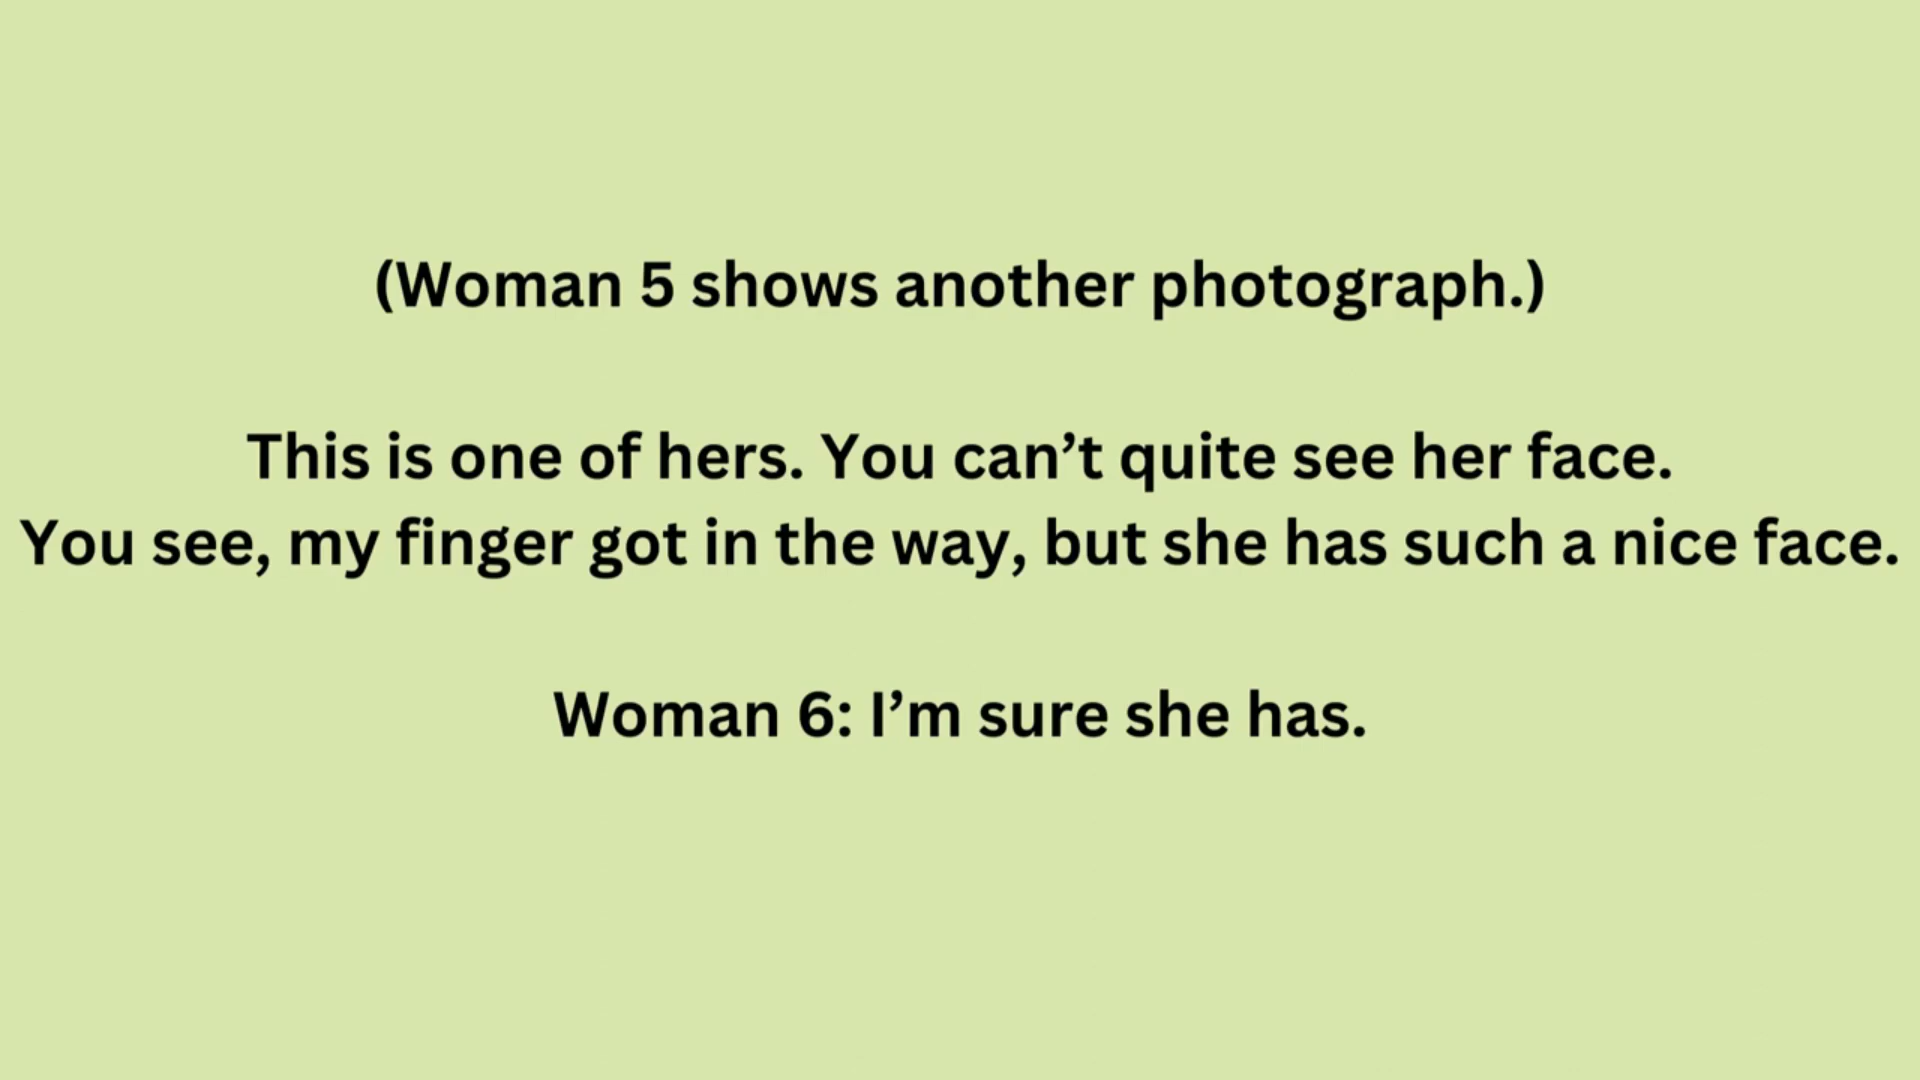 (Woman 5 shows another photograph.)
This is one of hers. You can’t quite see her face.
You see, my finger got in the way, but she has such a nice face.
Woman 6: I’m sure she has.